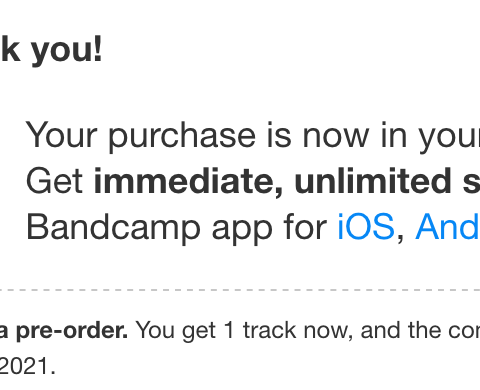 k you!
Your purchase is now in your
Get immediate, unlimited s
Bandcamp app for iOS, And
a pre-order. You get 1 track now, and the con
2021.